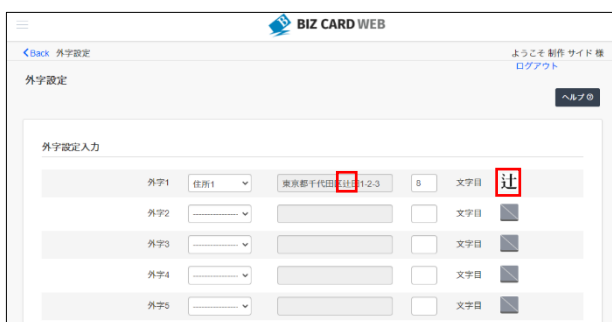 BIZ CARD WEB
Back 外字設定
ようこそ 制作 サイド 様
ログアウト
外字設定
ヘルプ
外字設定入力
外字1 住所1 東京都千代田区辻田1-2-3 8 文字目 辻
外字2 ---------------- 文字目
外字3 ---------------- 文字目
外字4 ---------------- 文字目
外字5 ---------------- 文字目